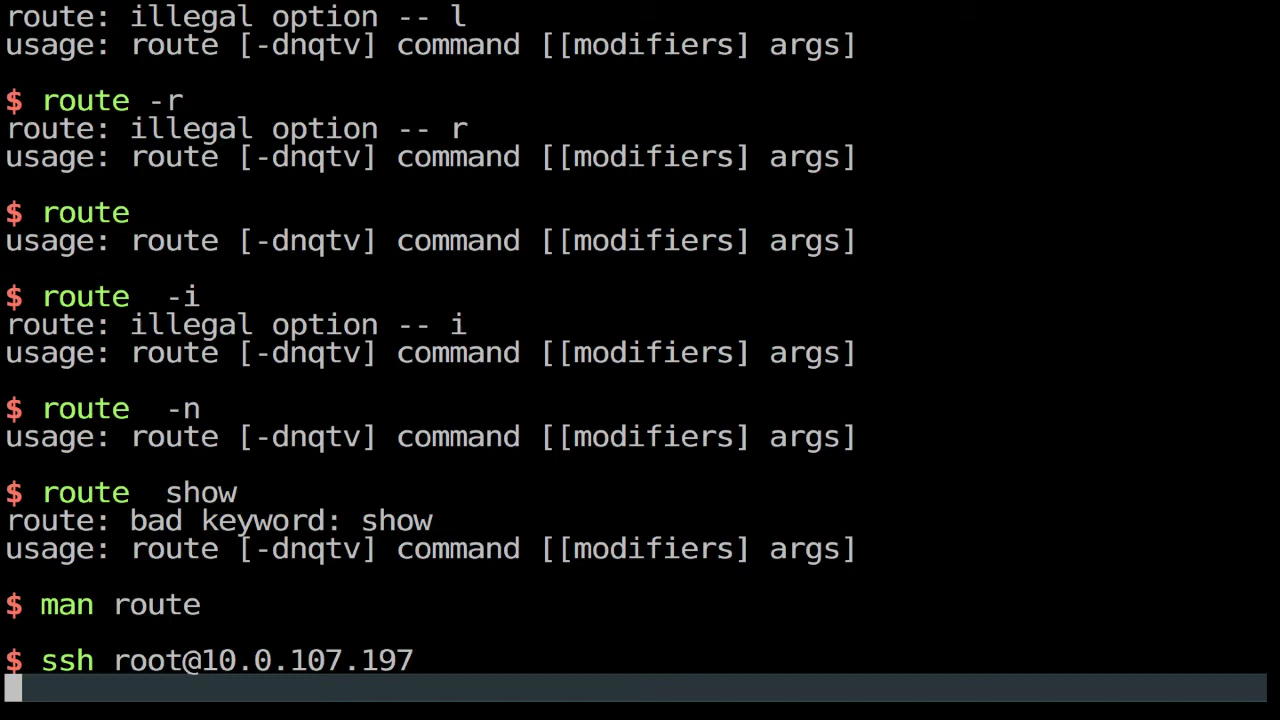 route: illegal option -- l
usage: route [-dnqtv] command [[modifiers] args]
$ route -r
route: illegal option -- r
usage: route [-dnqtv] command [[modifiers] args]
$ route
usage: route [-dnqtv] command [[modifiers] args]
$ route  -i
route: illegal option -- i
usage: route [-dnqtv] command [[modifiers] args]
$ route  -n
usage: route [-dnqtv] command [[modifiers] args]
$ route  show
route: bad keyword: show
usage: route [-dnqtv] command [[modifiers] args]
$ man route
$ ssh root@10.0.107.197